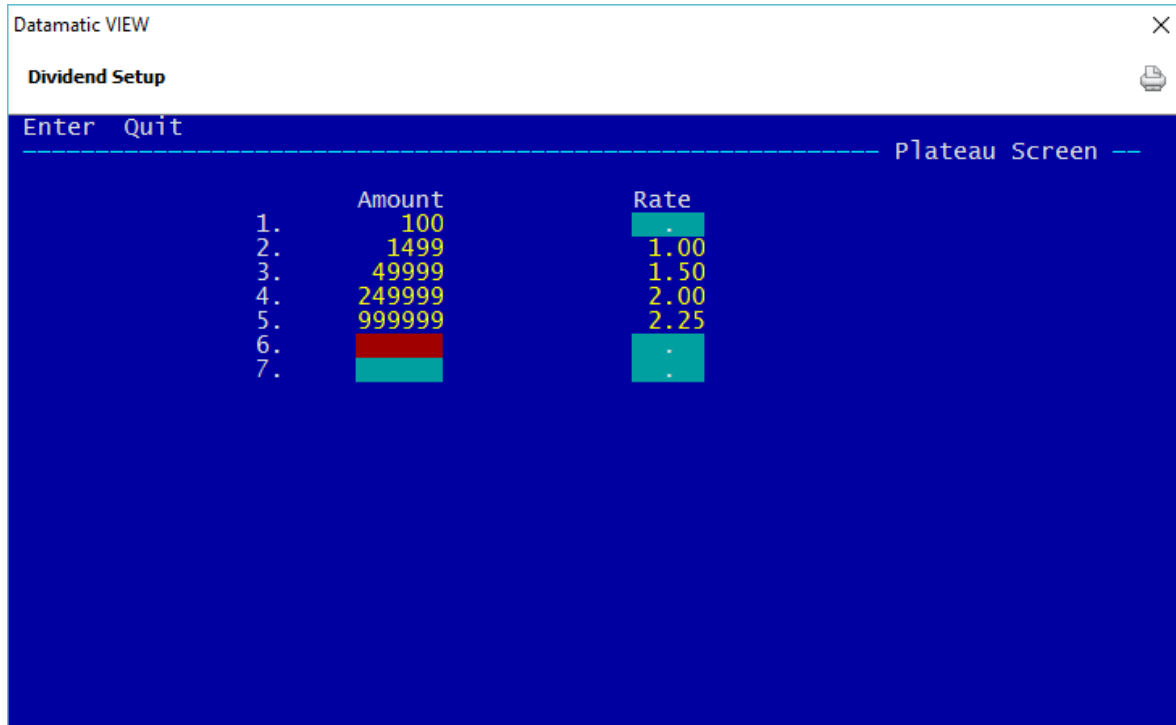 Datamatic VIEW
Dividend Setup
Enter Quit
Plateau Screen
Amount Rate
1. 100 .
2. 1499 1.00
3. 49999 1.50
4. 249999 2.00
5. 999999 2.25
6. .
7. .